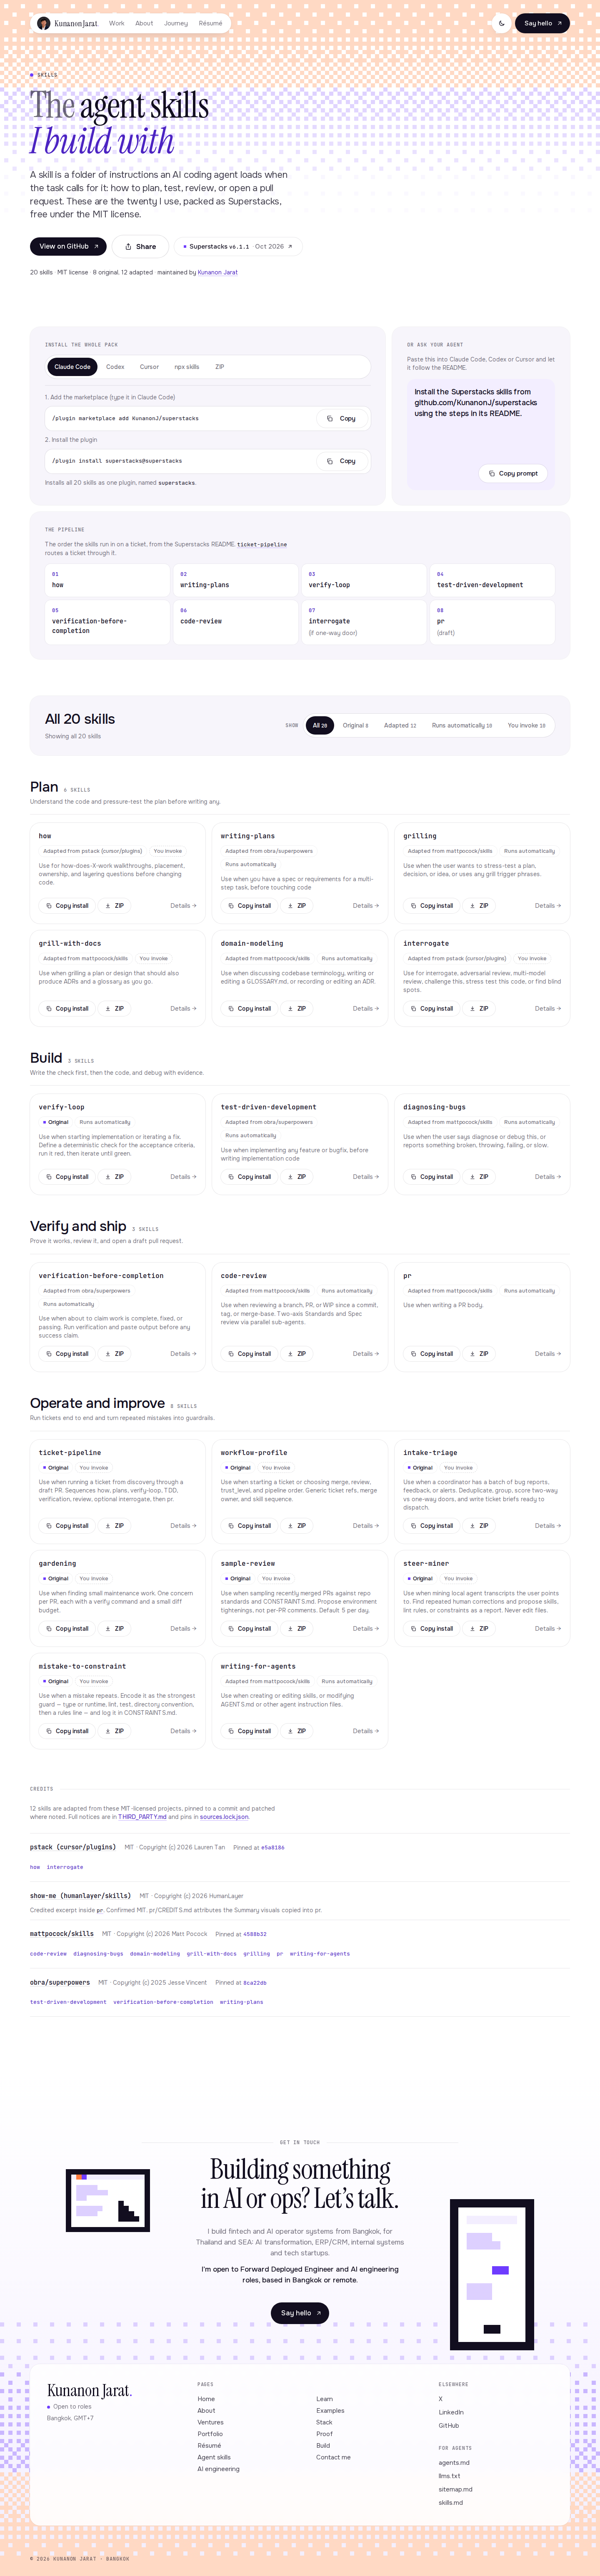 Kunanon Jarat.
Work
About
Journey
Résumé
Say hello
SKILLS
The agent skills
I build with
A skill is a folder of instructions an AI coding agent loads when
the task calls for it: how to plan, test, review, or open a pull
request. These are the twenty I use, packed as Superstacks,
free under the MIT license.
View on GitHub
Share
Superstacks v0.1.1 · Oct 2026
20 skills · MIT license · 8 original, 12 adapted · maintained by Kunanon Jarat
INSTALL THE WHOLE PACK
Claude Code
Codex
Cursor
npx skills
ZIP
1. Add the marketplace (type it in Claude Code)
/plugin marketplace add KunanonJ/superstacks
Copy
2. Install the plugin
/plugin install superstacks@superstacks
Copy
Installs all 20 skills as one plugin, named superstacks.
OR ASK YOUR AGENT
Paste this into Claude Code, Codex or Cursor and let
it follow the README.
Install the Superstacks skills from
github.com/KunanonJ/superstacks
using the steps in its README.
Copy prompt
THE PIPELINE
The order the skills run in on a ticket, from the Superstacks README. ticket-pipeline
routes a ticket through it.
01
how
02
writing-plans
03
verify-loop
04
test-driven-development
05
verification-before-
completion
06
code-review
07
interrogate
(if one-way door)
08
pr
(draft)
All 20 skills
Showing all 20 skills
SHOW
All 20
Original 8
Adapted 12
Runs automatically 10
You invoke 10
Plan 6 SKILLS
Understand the code and pressure-test the plan before writing any.
how
Adapted from pstack (cursor/plugins)
You invoke
Use for how-does-X-work walkthroughs, placement,
ownership, and layering questions before changing
code.
Copy install
ZIP
Details →
writing-plans
Adapted from obra/superpowers
Runs automatically
Use when you have a spec or requirements for a multi-
step task, before touching code
Copy install
ZIP
Details →
grilling
Adapted from mattpocock/skills
Runs automatically
Use when the user wants to stress-test a plan,
decision, or idea, or uses any grill trigger phrases.
Copy install
ZIP
Details →
grill-with-docs
Adapted from mattpocock/skills
You invoke
Use when grilling a plan or design that should also
produce ADRs and a glossary as you go.
Copy install
ZIP
Details →
domain-modeling
Adapted from mattpocock/skills
Runs automatically
Use when discussing codebase terminology, writing or
editing a GLOSSARY.md, or recording or editing an ADR.
Copy install
ZIP
Details →
interrogate
Adapted from pstack (cursor/plugins)
You invoke
Use for interrogate, adversarial review, multi-model
review, challenge this, stress test this code, or find blind
spots.
Copy install
ZIP
Details →
Build 3 SKILLS
Write the check first, then the code, and debug with evidence.
verify-loop
Original
Runs automatically
Use when starting implementation or iterating a fix.
Define a deterministic check for the acceptance criteria,
run it red, then iterate until green.
Copy install
ZIP
Details →
test-driven-development
Adapted from obra/superpowers
Runs automatically
Use when implementing any feature or bugfix, before
writing implementation code
Copy install
ZIP
Details →
diagnosing-bugs
Adapted from mattpocock/skills
Runs automatically
Use when the user says diagnose or debug this, or
reports something broken, throwing, failing, or slow.
Copy install
ZIP
Details →
Verify and ship 3 SKILLS
Prove it works, review it, and open a draft pull request.
verification-before-completion
Adapted from obra/superpowers
Runs automatically
Use when about to claim work is complete, fixed, or
passing. Run verification and paste output before any
success claim.
Copy install
ZIP
Details →
code-review
Adapted from mattpocock/skills
Runs automatically
Use when reviewing a branch, PR, or WIP since a commit,
tag, or merge-base. Two-axis Standards and Spec
review via parallel sub-agents.
Copy install
ZIP
Details →
pr
Adapted from mattpocock/skills
Runs automatically
Use when writing a PR body.
Copy install
ZIP
Details →
Operate and improve 8 SKILLS
Run tickets end to end and turn repeated mistakes into guardrails.
ticket-pipeline
Original
You invoke
Use when running a ticket from discovery through a
draft PR. Sequences how, plans, verify-loop, TDD,
verification, review, optional interrogate, then pr.
Copy install
ZIP
Details →
workflow-profile
Original
You invoke
Use when starting a ticket or choosing merge, review,
trust_level, and pipeline order. Generic ticket refs, merge
owner, and skill sequence.
Copy install
ZIP
Details →
intake-triage
Original
You invoke
Use when a coordinator has a batch of bug reports,
feedback, or alerts. Deduplicate, group, score two-way
vs one-way doors, and write ticket briefs ready to
dispatch.
Copy install
ZIP
Details →
gardening
Original
You invoke
Use when finding small maintenance work. One concern
per PR, each with a verify command and a small diff
budget.
Copy install
ZIP
Details →
sample-review
Original
You invoke
Use when sampling recently merged PRs against repo
standards and CONSTRAINTS.md. Propose environment
tightenings, not per-PR comments. Default 5 per day.
Copy install
ZIP
Details →
steer-miner
Original
You invoke
Use when mining local agent transcripts the user points
to. Find repeated human corrections and propose skills,
lint rules, or constraints as a report. Never edit files.
Copy install
ZIP
Details →
mistake-to-constraint
Original
You invoke
Use when a mistake repeats. Encode it as the strongest
guard — type or runtime, lint, test, directory convention,
then a rules line — and log it in CONSTRAINTS.md.
Copy install
ZIP
Details →
writing-for-agents
Adapted from mattpocock/skills
Runs automatically
Use when creating or editing skills, or modifying
AGENTS.md or other agent instruction files.
Copy install
ZIP
Details →
CREDITS
12 skills are adapted from these MIT-licensed projects, pinned to a commit and patched
where noted. Full notices are in THIRD_PARTY.md and pins in sources.lock.json.
pstack (cursor/plugins) MIT · Copyright (c) 2026 Lauren Tan Pinned at e5a8186
how interrogate
show-me (humanlayer/skills) MIT · Copyright (c) 2026 HumanLayer
Credited excerpt inside pr. Confirmed MIT. pr/CREDITS.md attributes the Summary visuals copied into pr.
mattpocock/skills MIT · Copyright (c) 2026 Matt Pocock Pinned at 4588b32
code-review diagnosing-bugs domain-modeling grill-with-docs grilling pr writing-for-agents
obra/superpowers MIT · Copyright (c) 2025 Jesse Vincent Pinned at 8ca22db
test-driven-development verification-before-completion writing-plans
GET IN TOUCH
Building something
in AI or ops? Let's talk.
I build fintech and AI operator systems from Bangkok, for
Thailand and SEA: AI transformation, ERP/CRM, internal systems
and tech startups.
I'm open to Forward Deployed Engineer and AI engineering
roles, based in Bangkok or remote.
Say hello
Kunanon Jarat.
Open to roles
Bangkok, GMT+7
PAGES
Home
About
Ventures
Portfolio
Résumé
Agent skills
AI engineering
Learn
Examples
Stack
Proof
Build
Contact me
ELSEWHERE
X
LinkedIn
GitHub
FOR AGENTS
agents.md
llms.txt
sitemap.md
skills.md
© 2026 KUNANON JARAT · BANGKOK